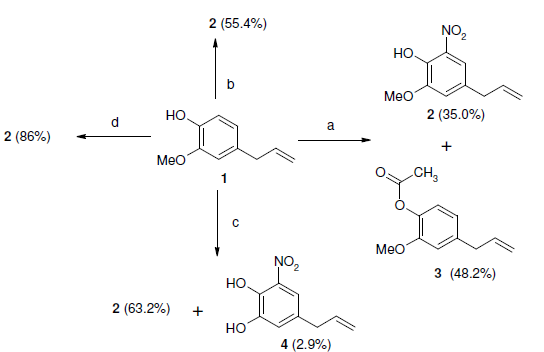 2 (55.4%)
b
NO2
HO
MeO
2 (35.0%)
+
HO
MeO
1
d
2 (86%)
a
O
CH3
O
MeO
3 (48.2%)
c
2 (63.2%)
+
NO2
HO
HO
4 (2.9%)